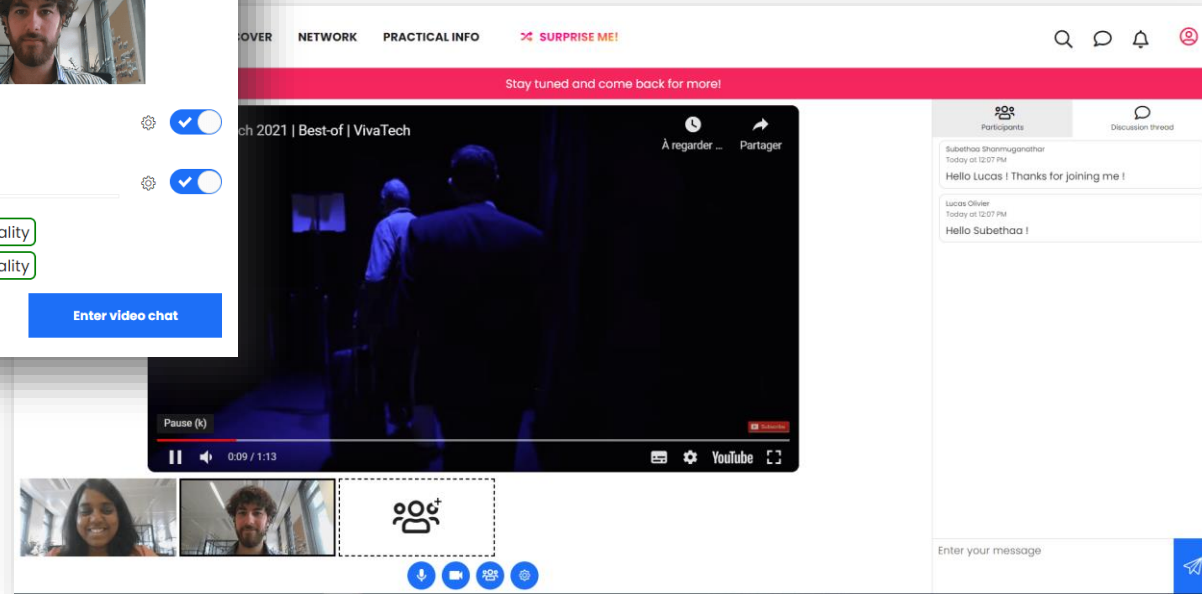 OVER NETWORK PRACTICAL INFO SURPRISE ME!
Stay tuned and come back for more!
ch 2021 | Best-of | VivaTech
À regarder ... Partager
Participants
Discussion thread
Subethaa Shanmuganathar
Today at 12:07 PM
Hello Lucas ! Thanks for joining me !
Lucas Olivier
Today at 12:07 PM
Hello Subethaa !
ality
ality
Enter video chat
Pause (k)
Subscribe
0:09 / 1:13
YouTube
Enter your message